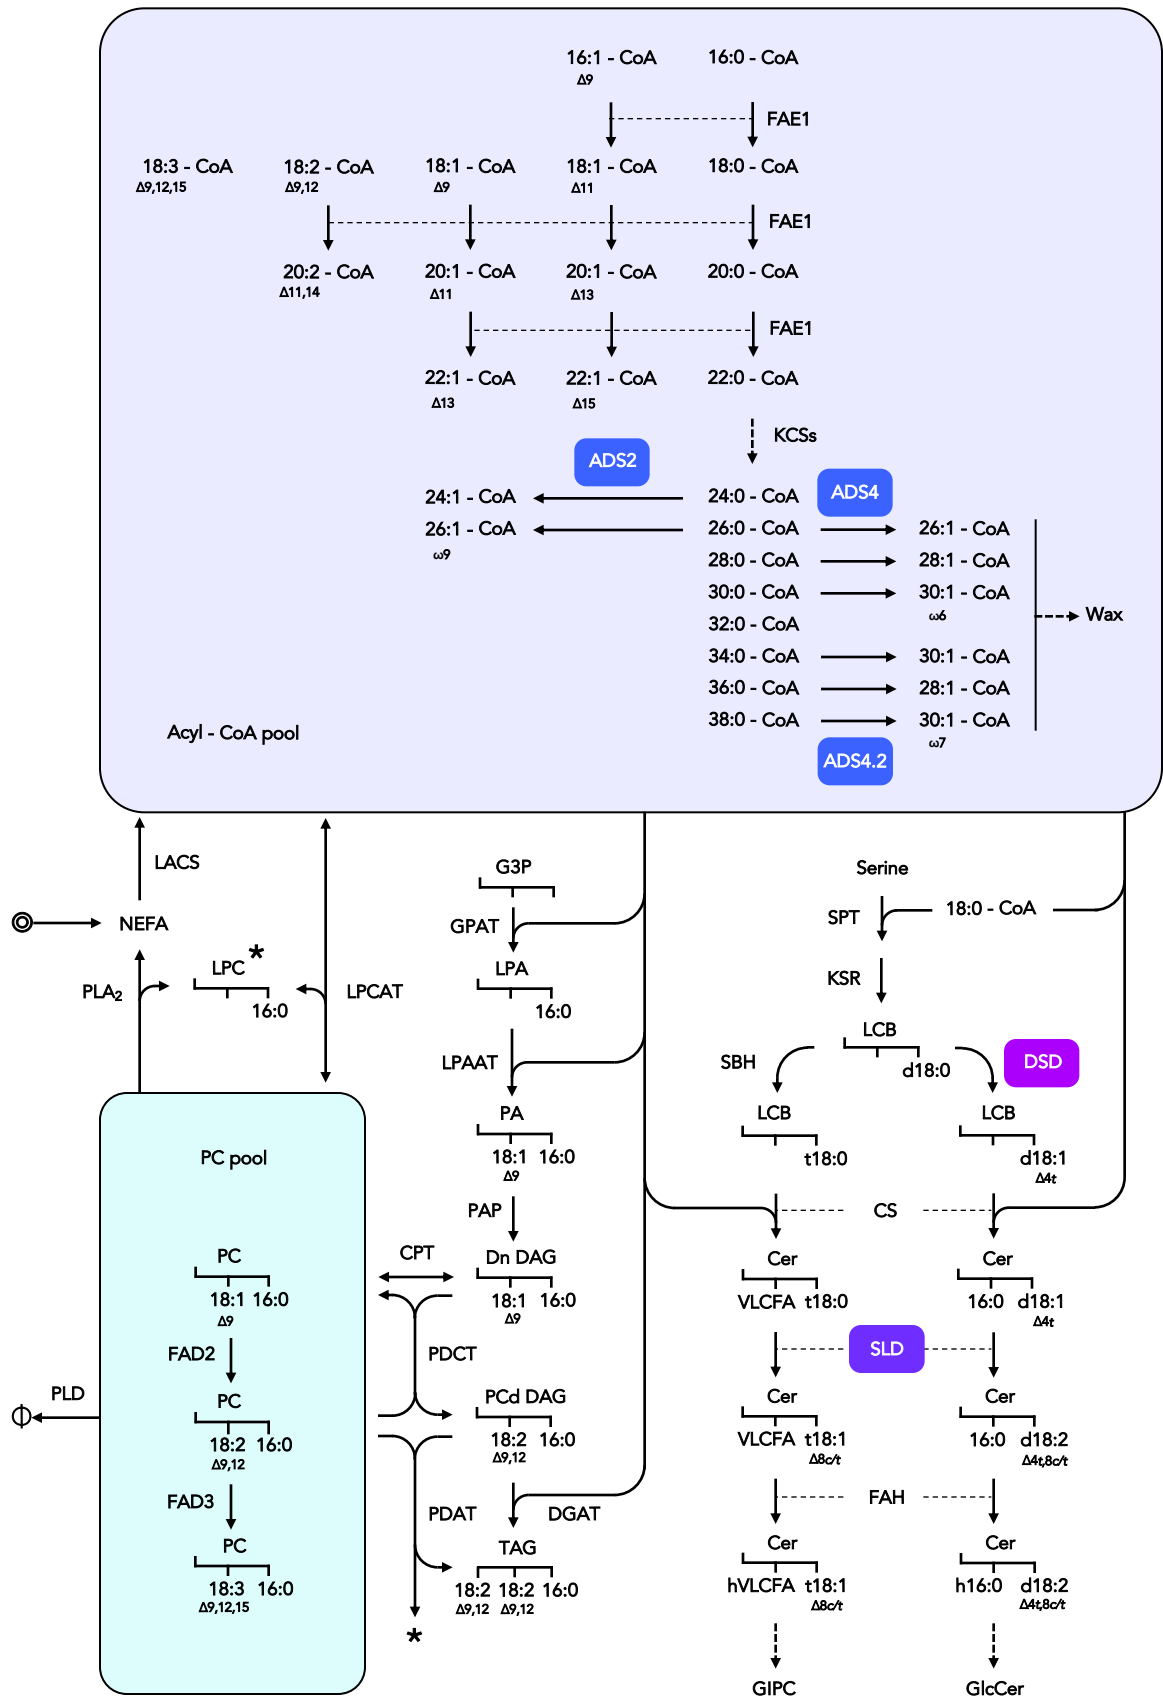 16:1 - CoA 16:0 - CoA
Δ9
FAE1
18:3 - CoA 18:2 - CoA 18:1 - CoA 18:1 - CoA 18:0 - CoA
Δ9,12,15 Δ9,12 Δ9 Δ11
FAE1
20:2 - CoA 20:1 - CoA 20:1 - CoA 20:0 - CoA
Δ11,14 Δ11 Δ13
FAE1
22:1 - CoA 22:1 - CoA 22:0 - CoA
Δ13 Δ15
KCSs
ADS2
24:1 - CoA 24:0 - CoA ADS4
26:1 - CoA 26:0 - CoA 26:1 - CoA
ω9
28:0 - CoA 28:1 - CoA
30:0 - CoA 30:1 - CoA
ω6 Wax
32:0 - CoA
34:0 - CoA 30:1 - CoA
36:0 - CoA 28:1 - CoA
38:0 - CoA 30:1 - CoA
Acyl - CoA pool ω7
ADS4.2
LACS G3P Serine
NEFA GPAT SPT 18:0 - CoA
LPC * LPA KSR
PLA2 16:0 LPCAT 16:0
LCB
d18:0
LPAAT SBH DSD
PA LCB LCB
18:1 16:0 t18:0 d18:1
Δ9 Δ4t
PC pool
PAP CS
PC CPT Dn DAG Cer Cer
18:1 16:0 18:1 16:0 VLCFA t18:0 16:0 d18:1
Δ9 Δ9 Δ4t
FAD2 PDCT SLD
PLD PC PCd DAG Cer Cer
18:2 16:0 18:2 16:0 VLCFA t18:1 16:0 d18:2
Δ9,12 Δ9,12 Δ8c/t Δ4t,8c/t
FAD3 PDAT DGAT FAH
PC TAG Cer Cer
18:3 16:0 18:2 18:2 16:0 hVLCFA t18:1 h16:0 d18:2
Δ9,12,15 Δ9,12 Δ9,12 Δ8c/t Δ4t,8c/t
*
GIPC GlcCer